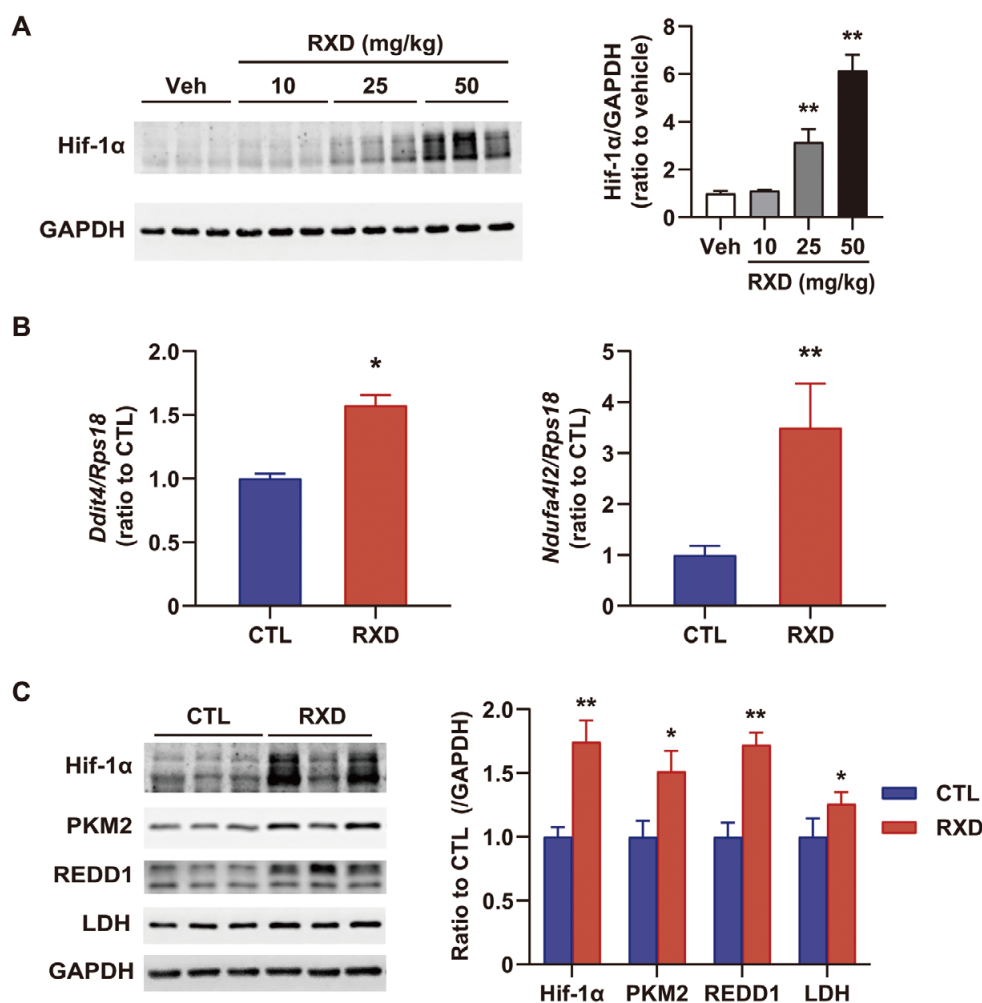 A
RXD (mg/kg)
Veh 10 25 50
Hif-1α
GAPDH
Hif-1α/GAPDH
(ratio to vehicle)
8
6
4
2
0
** **
Veh 10 25 50
RXD (mg/kg)
B
Ddit4/Rps18
(ratio to CTL)
2.0
1.5
1.0
0.5
0
*
CTL RXD
Ndufa4l2/Rps18
(ratio to CTL)
5
4
3
2
1
0
**
CTL RXD
C
CTL RXD
Hif-1α
PKM2
REDD1
LDH
GAPDH
Ratio to CTL (/GAPDH)
2.0
1.5
1.0
0.5
0.0
** * ** *
Hif-1α PKM2 REDD1 LDH
CTL
RXD